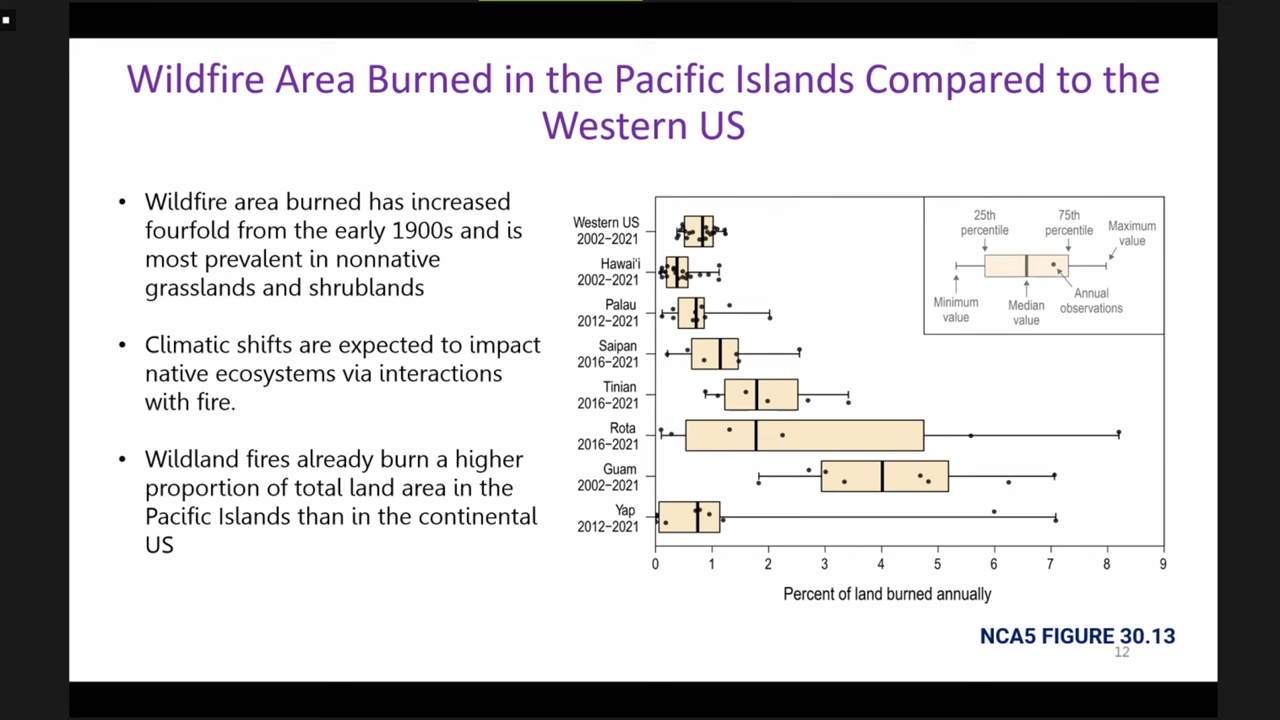 Wildfire Area Burned in the Pacific Islands Compared to the
Western US
• Wildfire area burned has increased
fourfold from the early 1900s and is
most prevalent in nonnative
grasslands and shrublands
• Climatic shifts are expected to impact
native ecosystems via interactions
with fire.
• Wildland fires already burn a higher
proportion of total land area in the
Pacific Islands than in the continental
US
Western US
2002–2021
Hawai‘i
2002–2021
Palau
2012–2021
Saipan
2016–2021
Tinian
2016–2021
Rota
2016–2021
Guam
2002–2021
Yap
2012–2021
25th
percentile
75th
percentile
Maximum
value
Minimum
value
Median
value
Annual
observations
0 1 2 3 4 5 6 7 8 9
Percent of land burned annually
NCA5 FIGURE 30.13
12